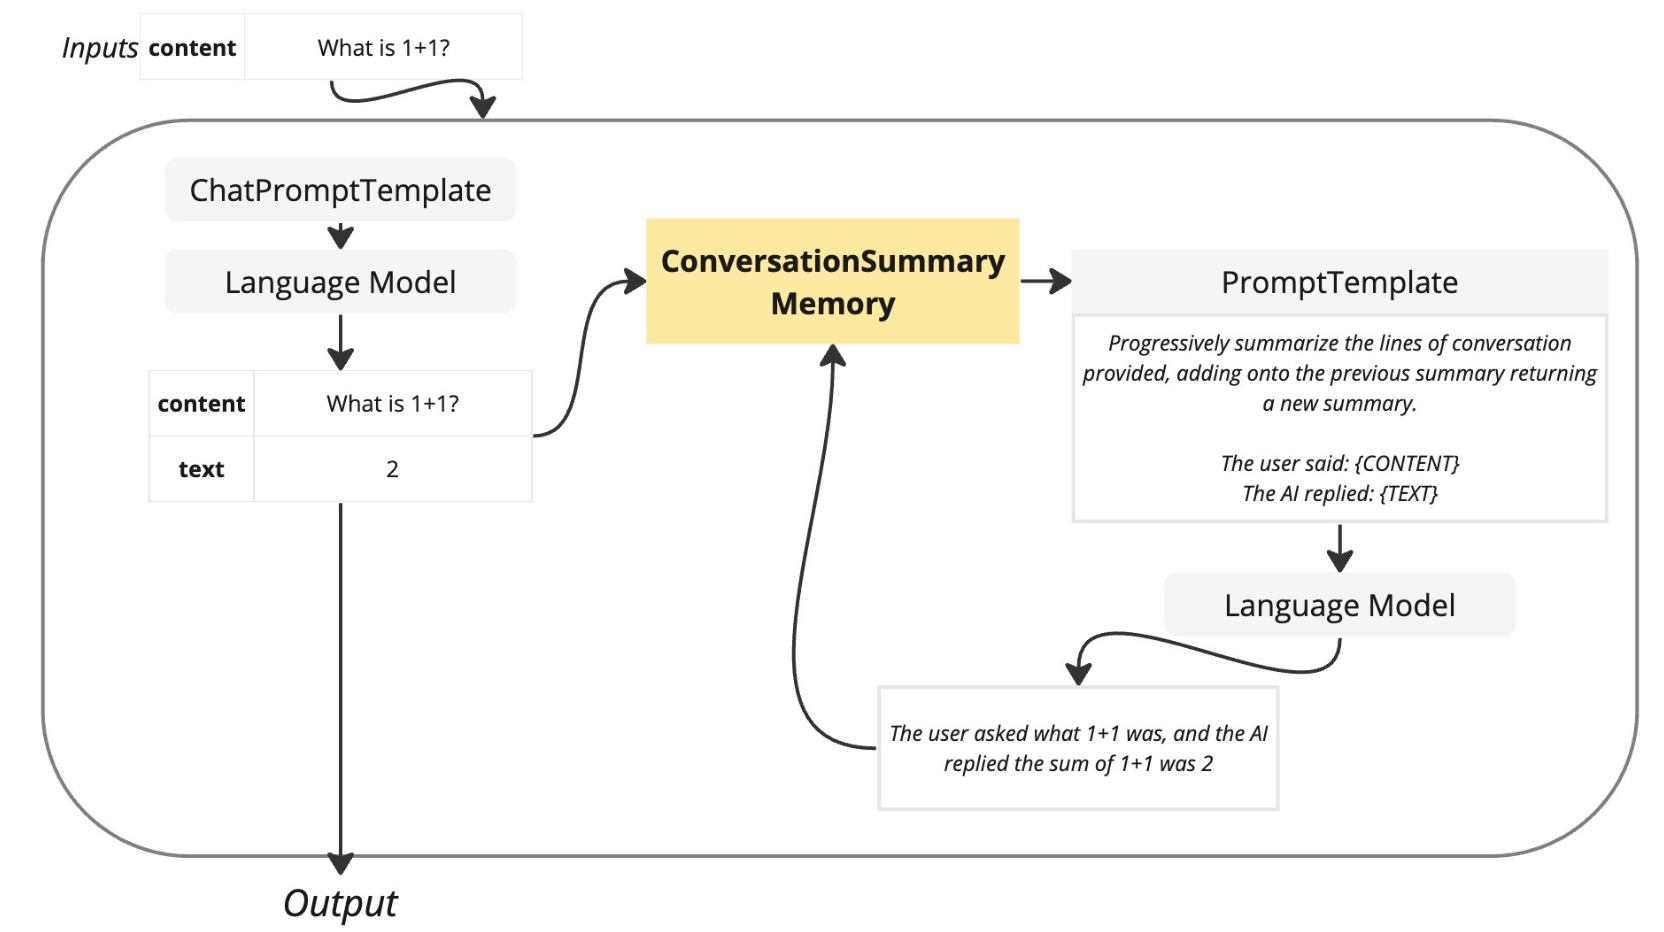 Inputs content What is 1+1?
ChatPromptTemplate
Language Model
content What is 1+1?
text 2
Output
ConversationSummary
Memory
PromptTemplate
Progressively summarize the lines of conversation
provided, adding onto the previous summary returning
a new summary.
The user said: {CONTENT}
The AI replied: {TEXT}
Language Model
The user asked what 1+1 was, and the AI
replied the sum of 1+1 was 2